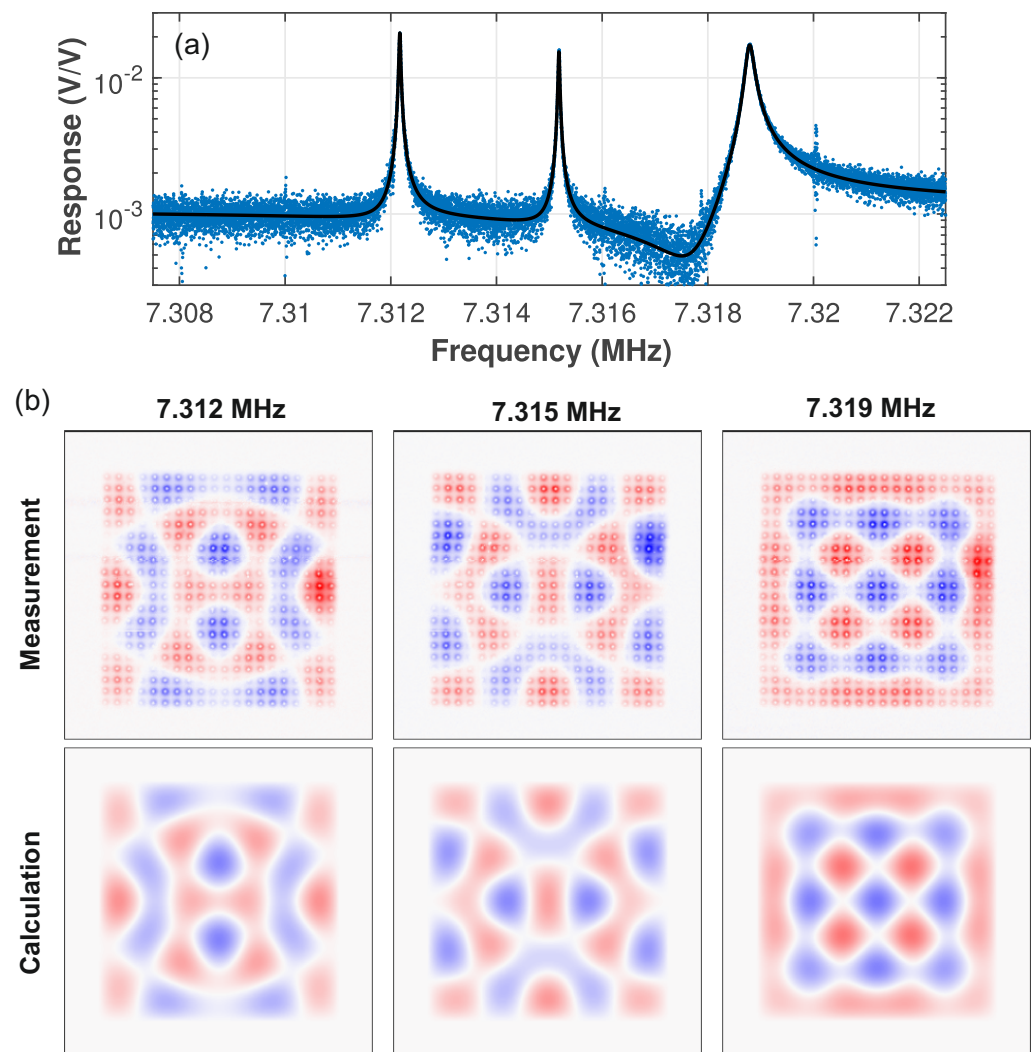 (a)
Response (V/V)
10-2
10-3
7.308 7.31 7.312 7.314 7.316 7.318 7.32 7.322
Frequency (MHz)
(b)
7.312 MHz 7.315 MHz 7.319 MHz
Measurement
Calculation